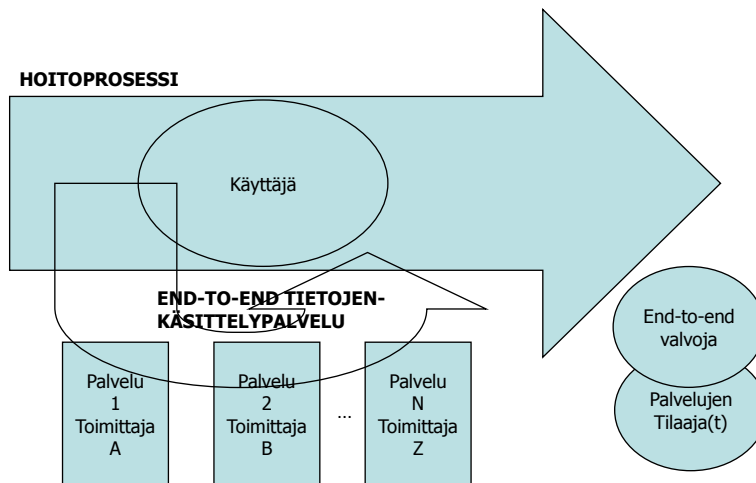 HOITOPROSESSI
Käyttäjä
END-TO-END TIETOJEN-
KÄSITTELYPALVELU
End-to-end
valvoja
Palvelujen
Tilaaja(t)
Palvelu
1
Toimittaja
A
Palvelu
2
Toimittaja
B
...
Palvelu
N
Toimittaja
Z